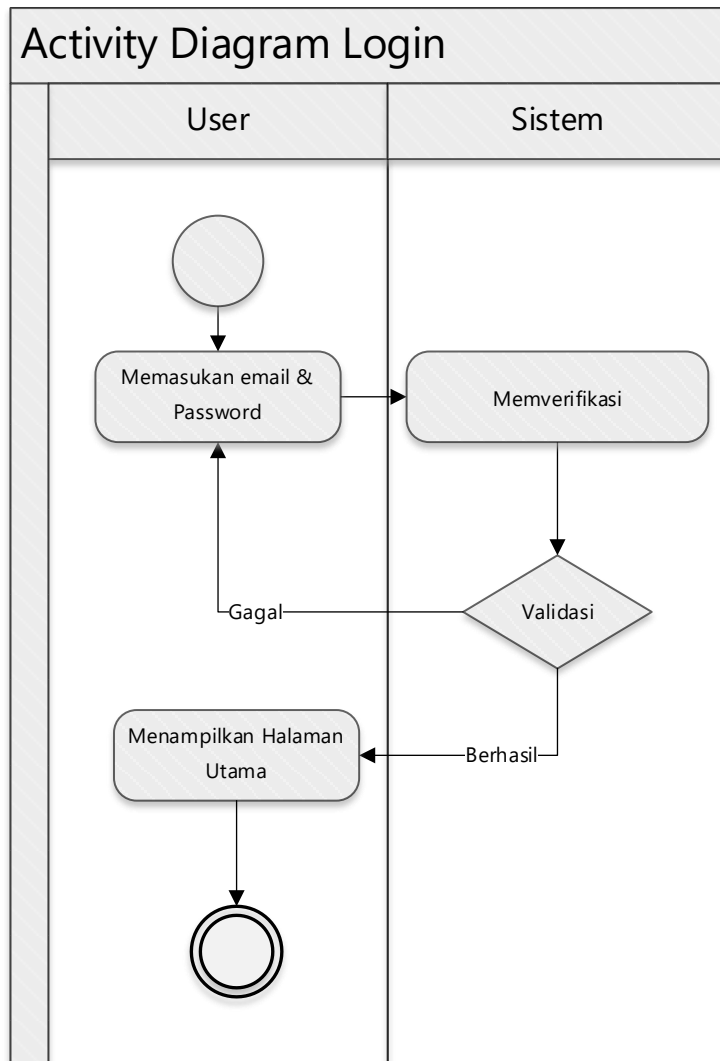 Activity Diagram Login
User
Sistem
Memasukan email &
Password
Memverifikasi
Validasi
Gagal
Berhasil
Menampilkan Halaman
Utama